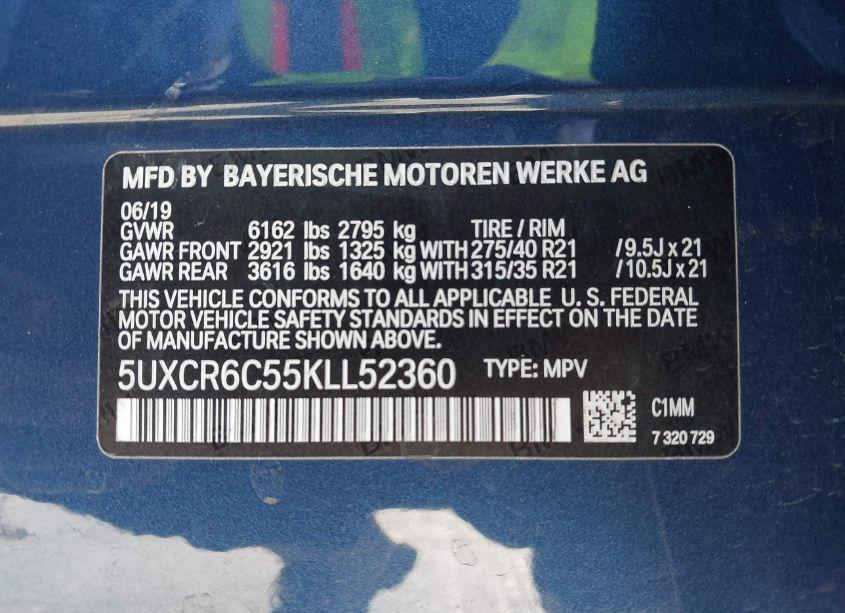 MFD BY BAYERISCHE MOTOREN WERKE AG
06/19
GVWR 6162 lbs 2795 kg TIRE / RIM
GAWR FRONT 2921 lbs 1325 kg WITH 275/40 R21 / 9.5J x 21
GAWR REAR 3616 lbs 1640 kg WITH 315/35 R21 / 10.5J x 21
THIS VEHICLE CONFORMS TO ALL APPLICABLE U. S. FEDERAL
MOTOR VEHICLE SAFETY STANDARDS IN EFFECT ON THE DATE
OF MANUFACTURE SHOWN ABOVE.
5UXCR6C55KLL52360 TYPE: MPV
C1MM
7 320 729